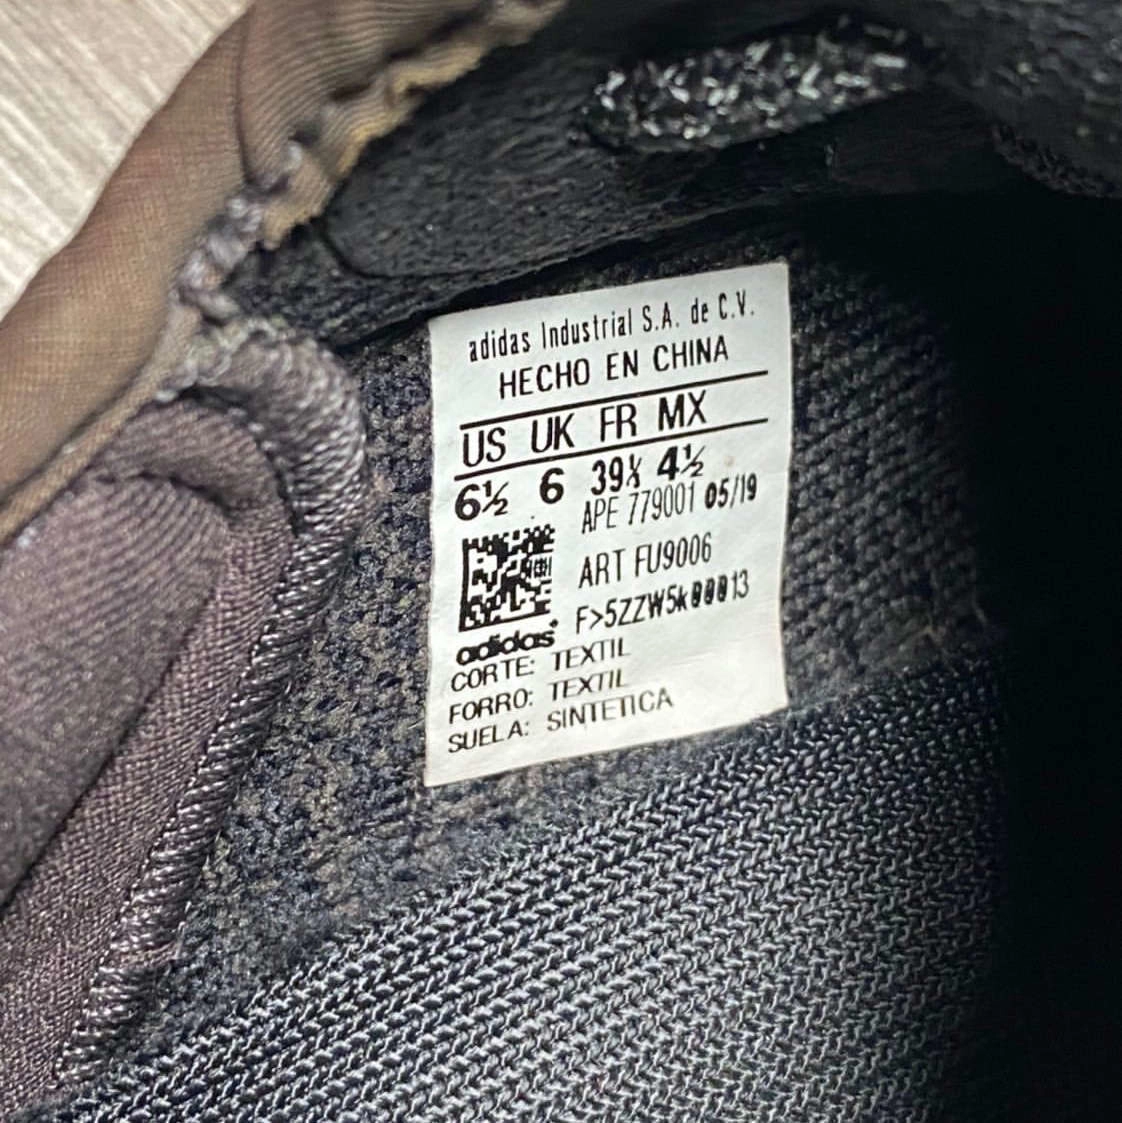 adidas Industrial S.A. de C.V.
HECHO EN CHINA
US UK FR MX
6½ 6 39⅓ 4½
APE 779001 05/19
ART FU9006
F>5ZZW5k00013
adidas
CORTE: TEXTIL
FORRO: TEXTIL
SUELA: SINTETICA